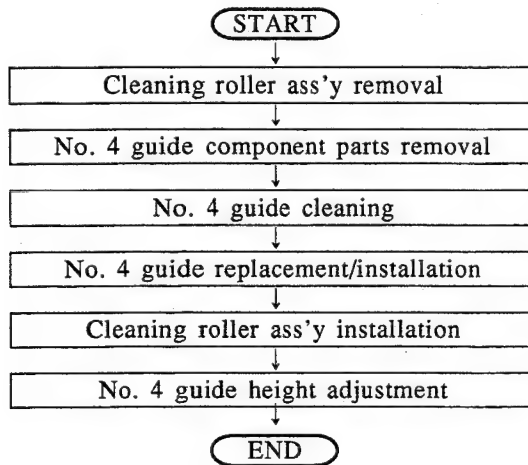 START
Cleaning roller ass'y removal
No. 4 guide component parts removal
No. 4 guide cleaning
No. 4 guide replacement/installation
Cleaning roller ass'y installation
No. 4 guide height adjustment
END